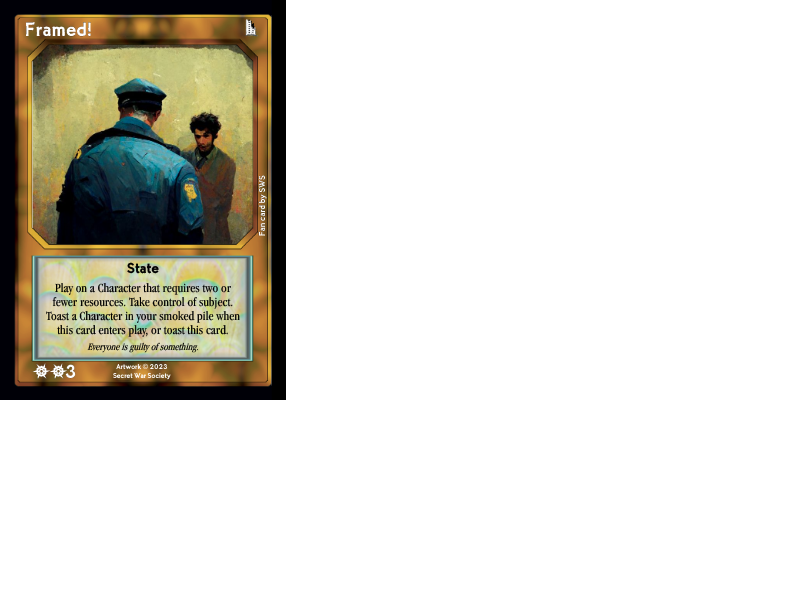 Framed!
Fan card by SWS
State
Play on a Character that requires two or
fewer resources. Take control of subject.
Toast a Character in your smoked pile when
this card enters play, or toast this card.
Everyone is guilty of something.
3
Artwork © 2023
Secret War Society